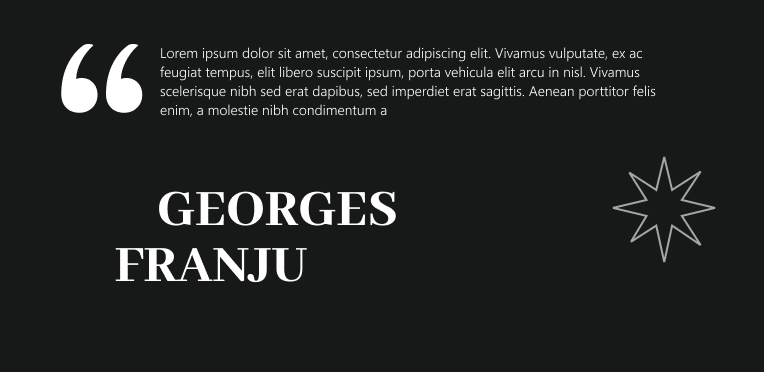 “
Lorem ipsum dolor sit amet, consectetur adipiscing elit. Vivamus vulputate, ex ac
feugiat tempus, elit libero suscipit ipsum, porta vehicula elit arcu in nisl. Vivamus
scelerisque nibh sed erat dapibus, sed imperdiet erat sagittis. Aenean porttitor felis
enim, a molestie nibh condimentum a
GEORGES
FRANJU